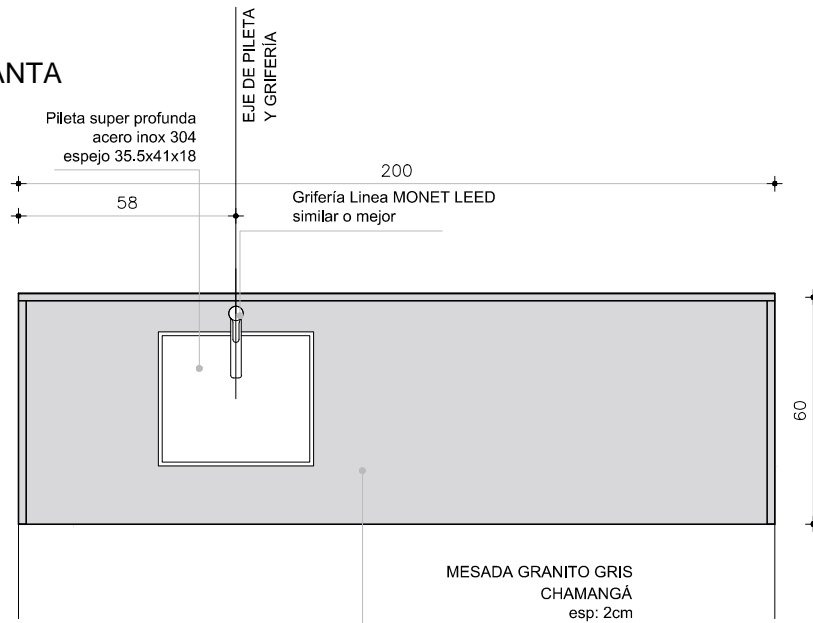 ANTA
EJE DE PILETA
Y GRIFERÍA
Pileta super profunda
acero inox 304
espejo 35.5x41x18
200
58
Grifería Linea MONET LEED
similar o mejor
60
MESADA GRANITO GRIS
CHAMANGÁ
esp: 2cm